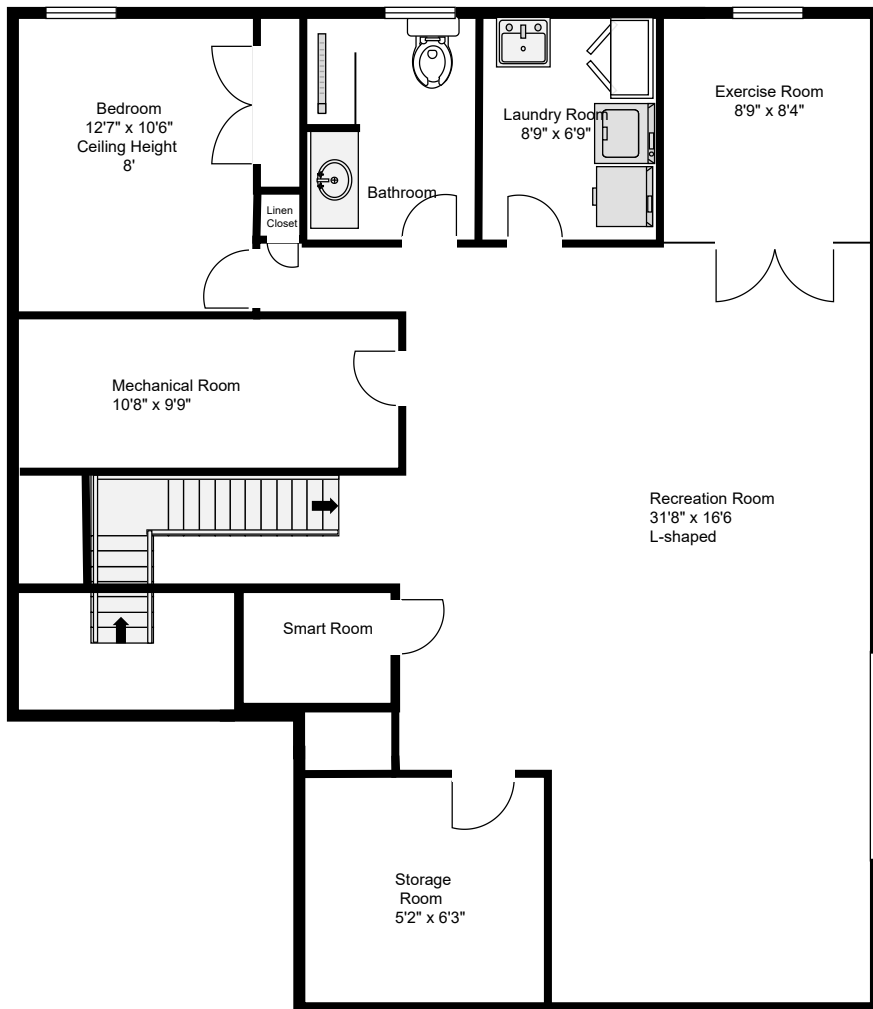 Bedroom
12'7" x 10'6"
Ceiling Height
8'
Linen
Closet
Bathroom
Laundry Room
8'9" x 6'9"
Exercise Room
8'9" x 8'4"
Mechanical Room
10'8" x 9'9"
Recreation Room
31'8" x 16'6
L-shaped
Smart Room
Storage
Room
5'2" x 6'3"